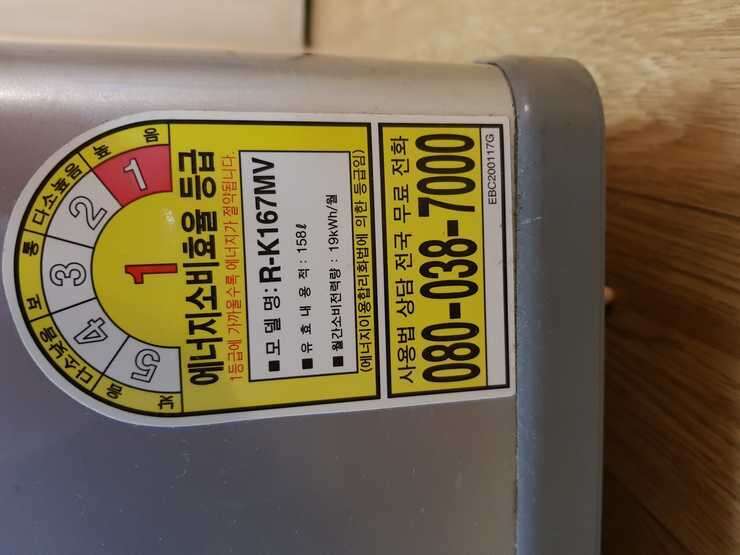 높음
다소높음
보통
다소낮음
낮음
1
2
3
4
5
1
에너지소비효율 등급
1등급에 가까울수록 에너지가 절약됩니다.
■ 모 델 명: R-K167MV
■ 유 효 내 용 적 : 158ℓ
■ 월간소비전력량 : 19kWh/월
(에너지이용합리화법에 의한 등급임)
사용법 상담 전국 무료 전화
080-038-7000
EBC200117G